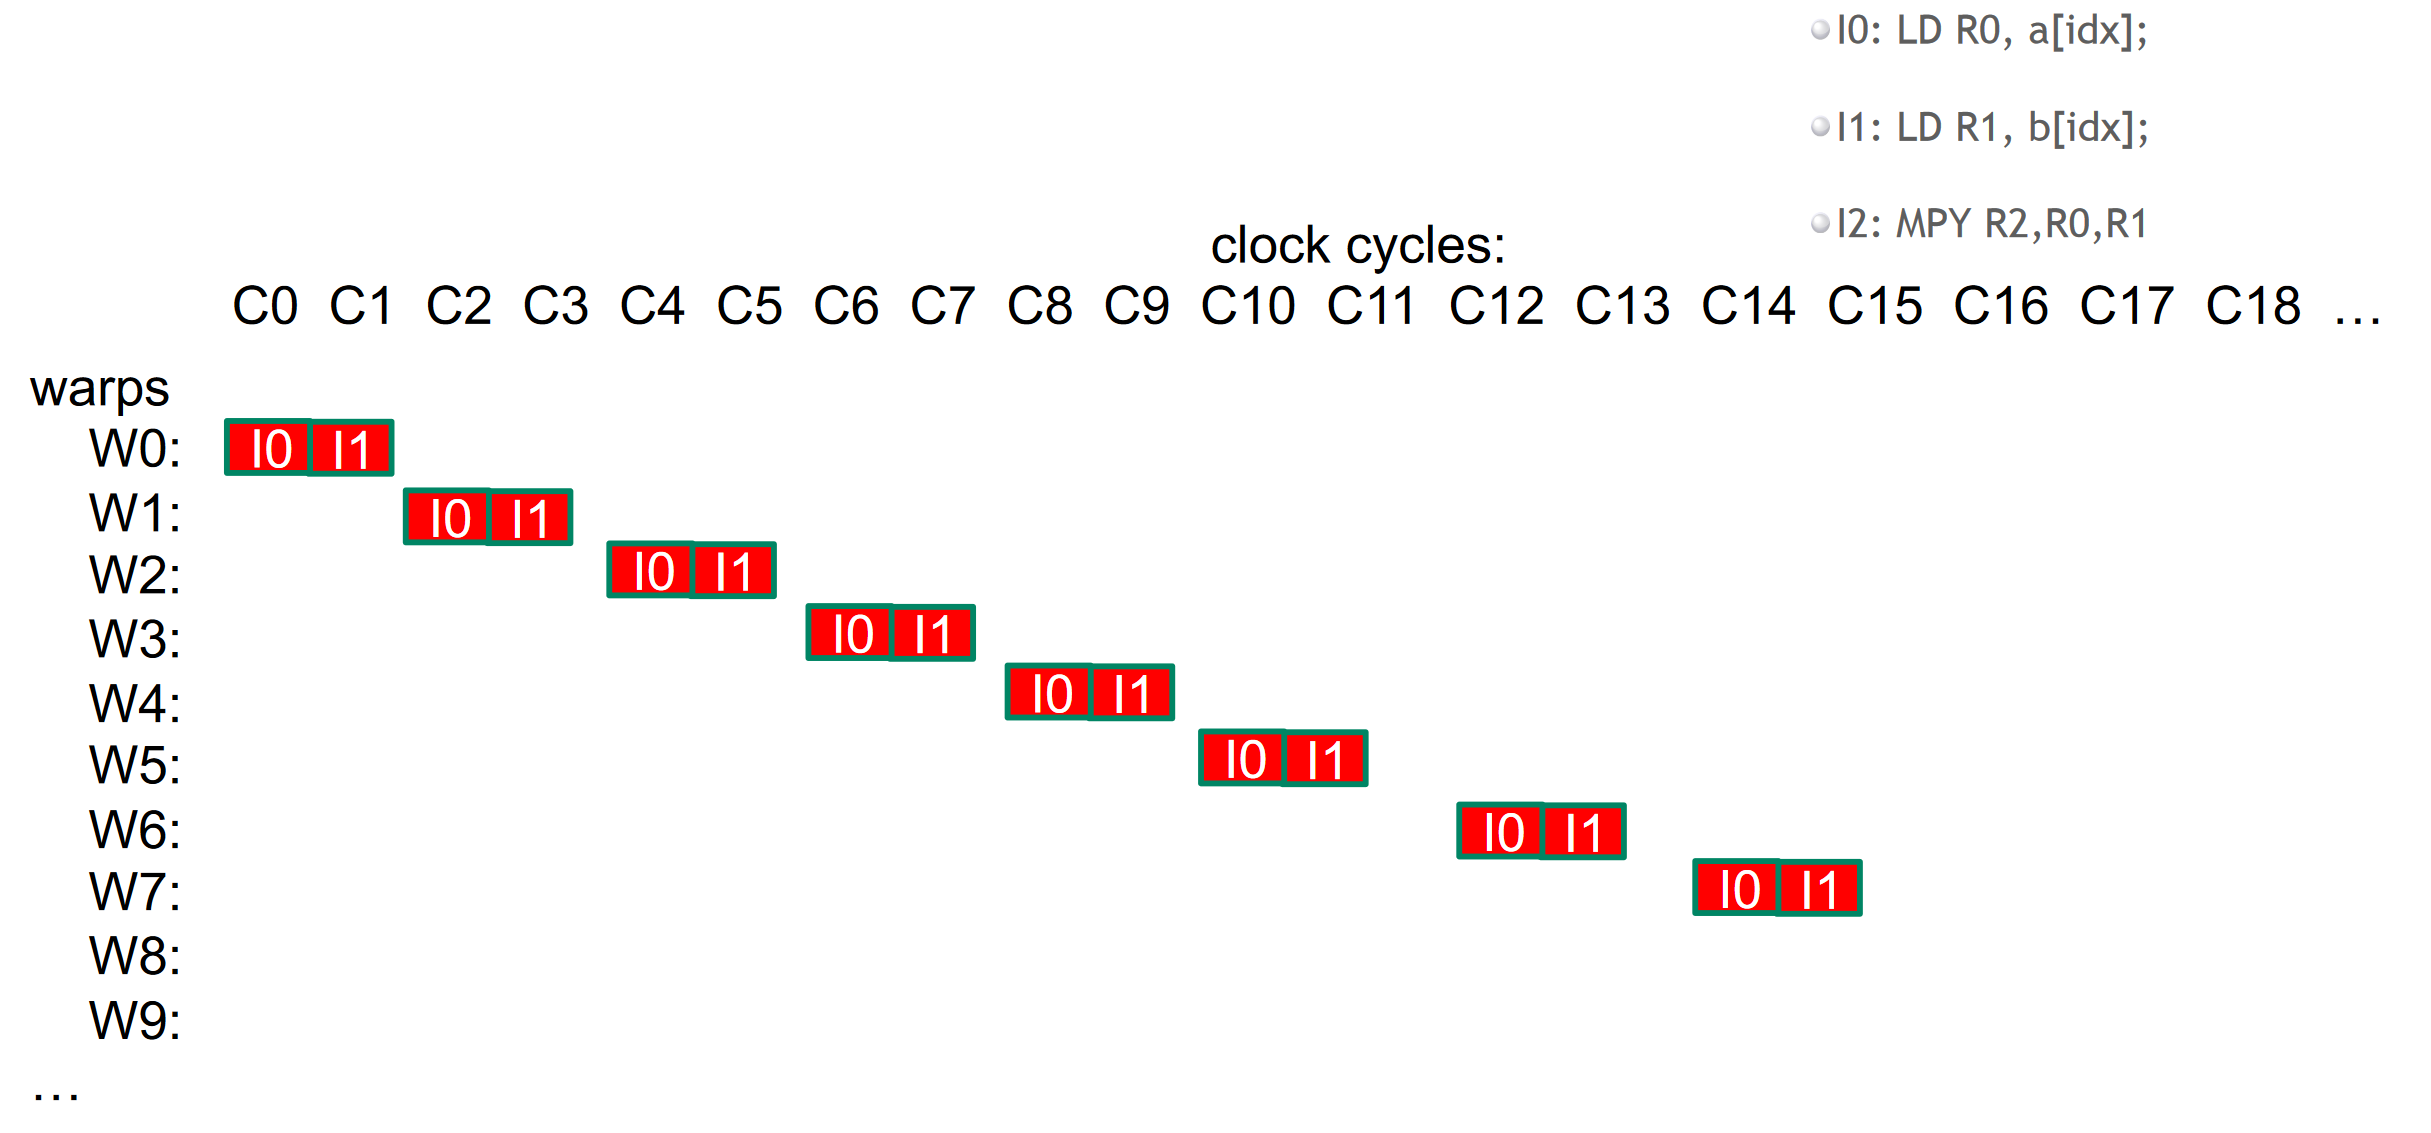 I0: LD R0, a[idx];
I1: LD R1, b[idx];
I2: MPY R2,R0,R1
clock cycles:
C0 C1 C2 C3 C4 C5 C6 C7 C8 C9 C10 C11 C12 C13 C14 C15 C16 C17 C18 …
warps
W0: I0 I1
W1: I0 I1
W2: I0 I1
W3: I0 I1
W4: I0 I1
W5: I0 I1
W6: I0 I1
W7: I0 I1
W8:
W9:
…